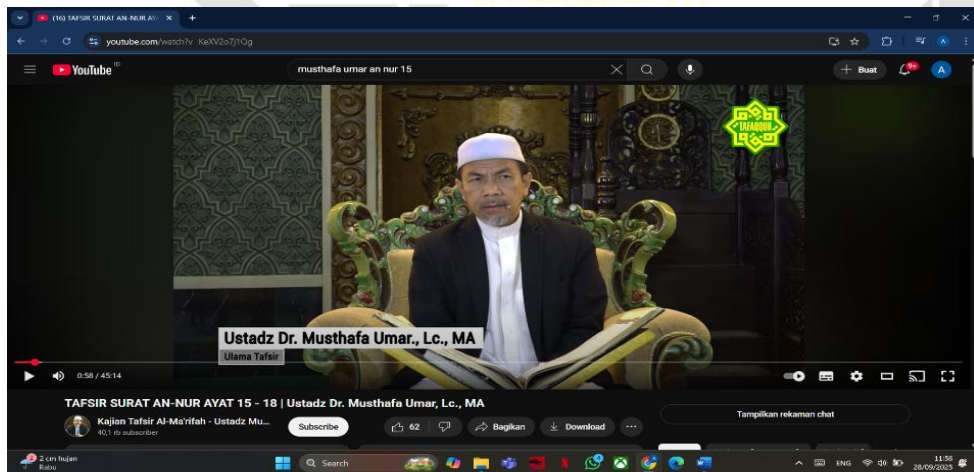 (16) TAFSIR SURAT AN-NUR AY
youtube.com/watch?v=KeXV2o7j1Qg
YouTube ID
musthafa umar an nur 15
Buat
9+
A
TAFAQQUH
Ustadz Dr. Musthafa Umar., Lc., MA
Ulama Tafsir
0:58 / 45:14
TAFSIR SURAT AN-NUR AYAT 15 - 18 | Ustadz Dr. Musthafa Umar, Lc., MA
Kajian Tafsir Al-Ma'rifah - Ustadz Mu...
40,1 rb subscriber
Subscribe
62
Bagikan
Download
Tampilkan rekaman chat
2 cm hujan
Rabu
Search
ENG
11:56
28/09/2025